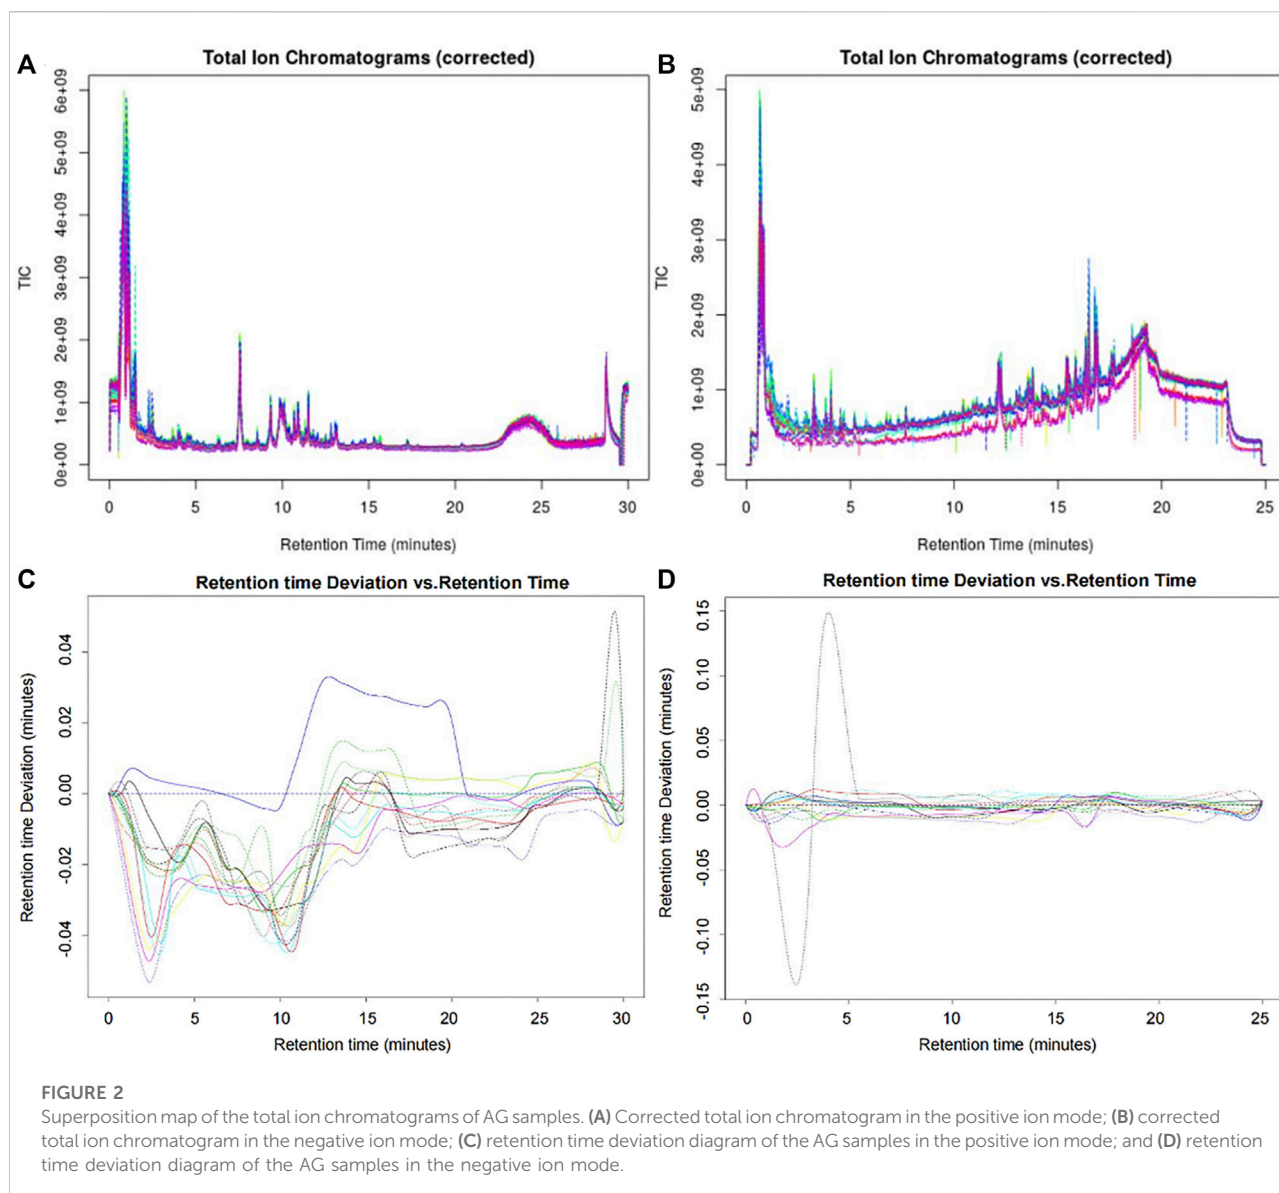 A
Total Ion Chromatograms (corrected)
TIC
6e+09
5e+09
4e+09
3e+09
2e+09
1e+09
0e+00
0 5 10 15 20 25 30
Retention Time (minutes)
B
Total Ion Chromatograms (corrected)
TIC
5e+09
4e+09
3e+09
2e+09
1e+09
0e+00
0 5 10 15 20 25
Retention Time (minutes)
C
Retention time Deviation vs.Retention Time
Retention time Deviation (minutes)
0.04
0.02
0.00
-0.02
-0.04
0 5 10 15 20 25 30
Retention time (minutes)
D
Retention time Deviation vs.Retention Time
Retention time Deviation (minutes)
0.15
0.10
0.05
0.00
-0.05
-0.10
-0.15
0 5 10 15 20 25
Retention time (minutes)
FIGURE 2
Superposition map of the total ion chromatograms of AG samples. (A) Corrected total ion chromatogram in the positive ion mode; (B) corrected
total ion chromatogram in the negative ion mode; (C) retention time deviation diagram of the AG samples in the positive ion mode; and (D) retention
time deviation diagram of the AG samples in the negative ion mode.